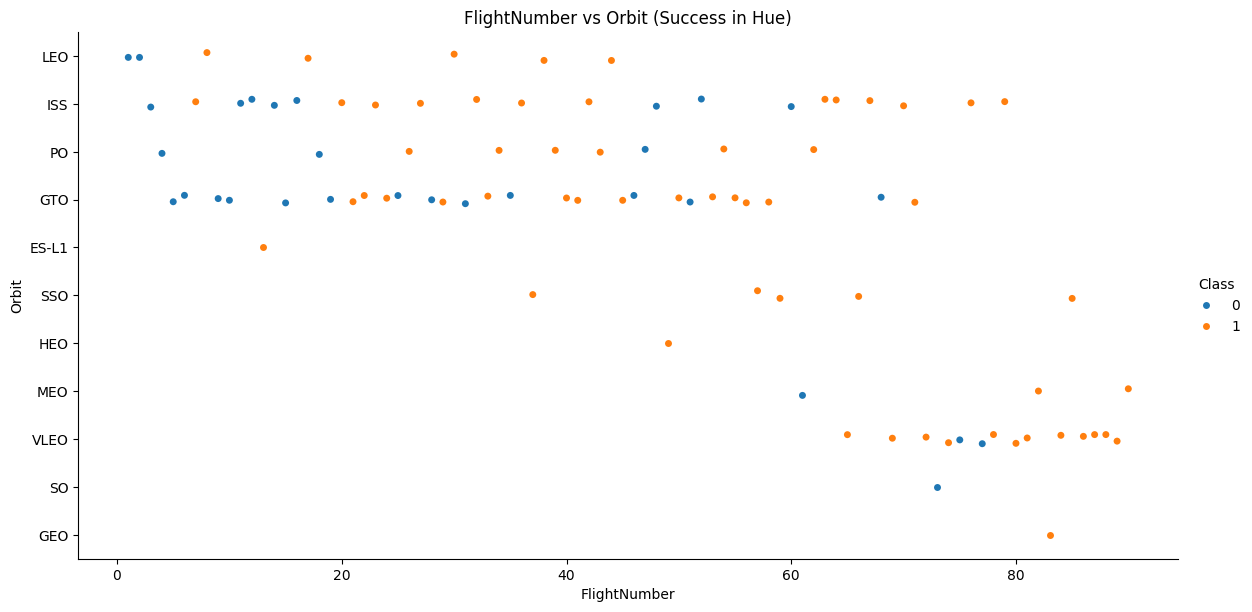 FlightNumber vs Orbit (Success in Hue)
Orbit
LEO
ISS
PO
GTO
ES-L1
SSO
HEO
MEO
VLEO
SO
GEO
0 20 40 60 80
FlightNumber
Class
0
1